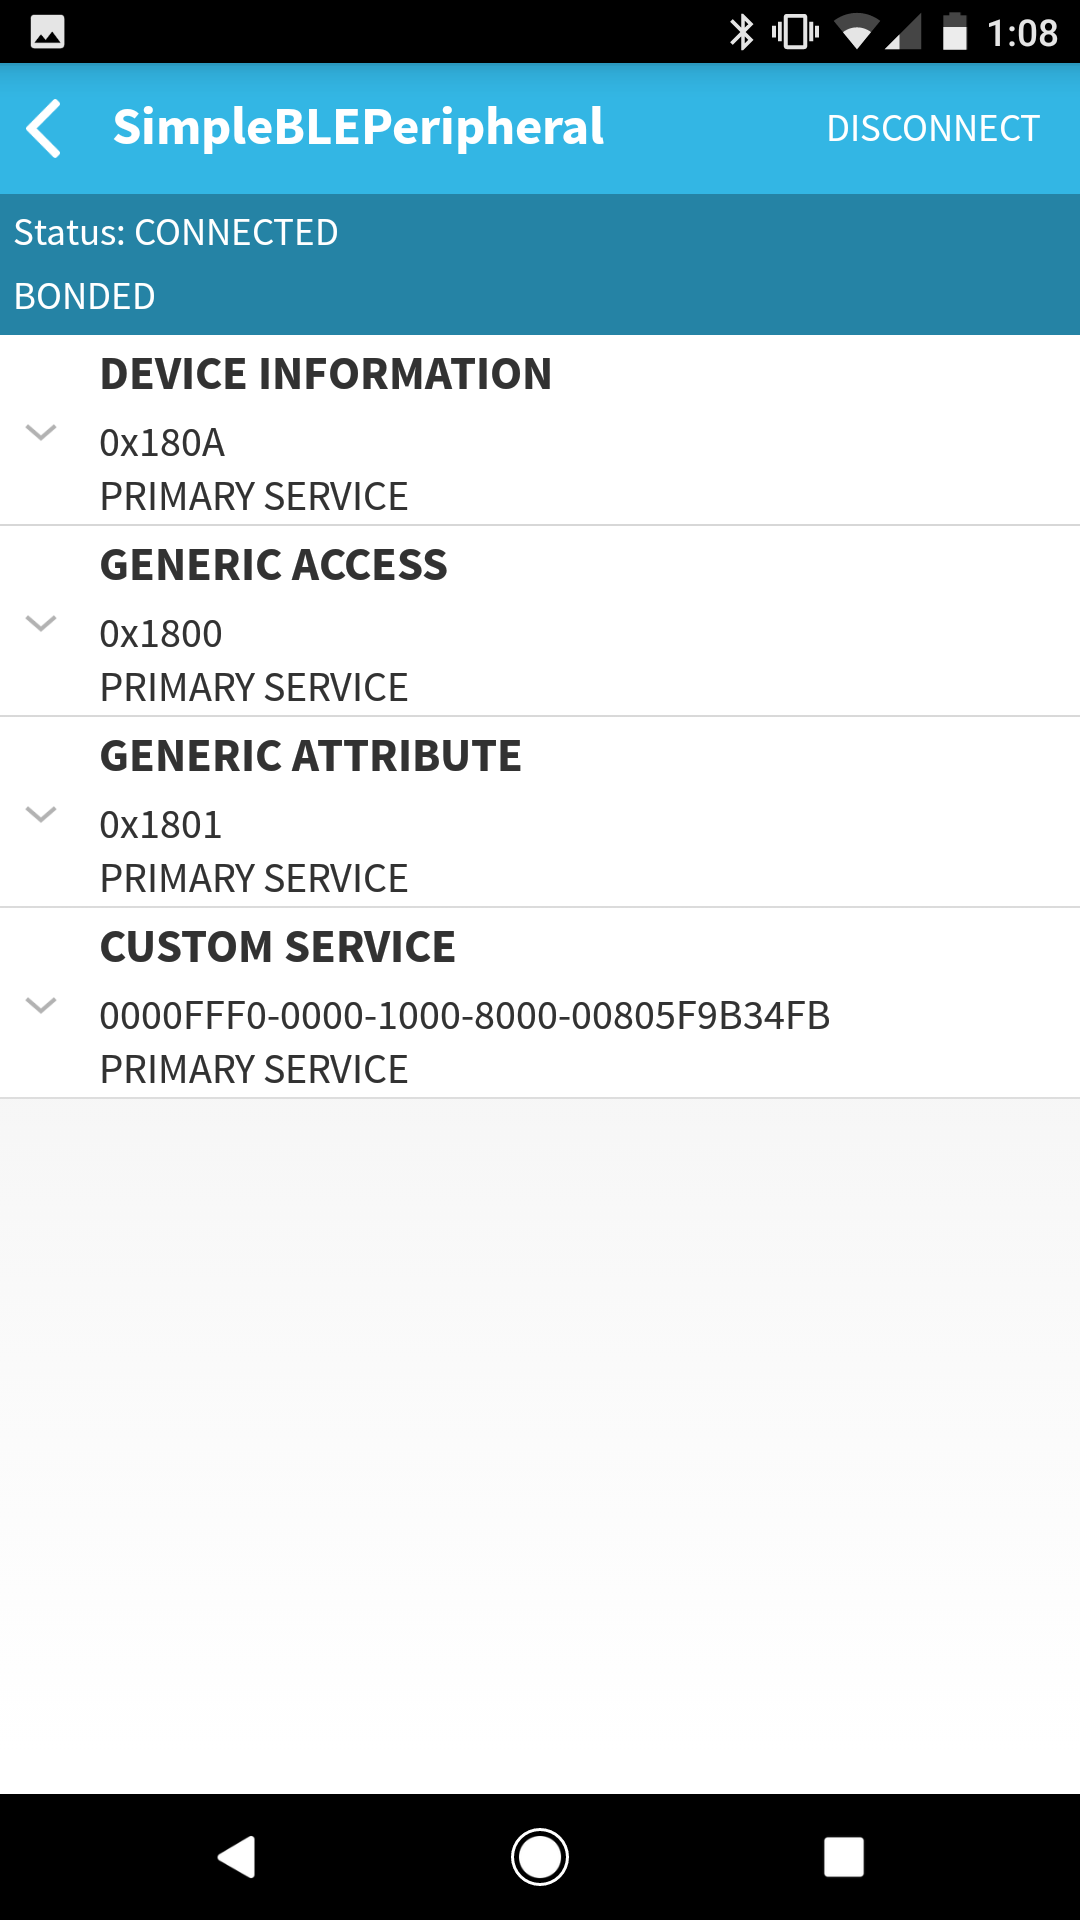 1:08
SimpleBLEPeripheral
DISCONNECT
Status: CONNECTED
BONDED
DEVICE INFORMATION
0x180A
PRIMARY SERVICE
GENERIC ACCESS
0x1800
PRIMARY SERVICE
GENERIC ATTRIBUTE
0x1801
PRIMARY SERVICE
CUSTOM SERVICE
0000FFF0-0000-1000-8000-00805F9B34FB
PRIMARY SERVICE